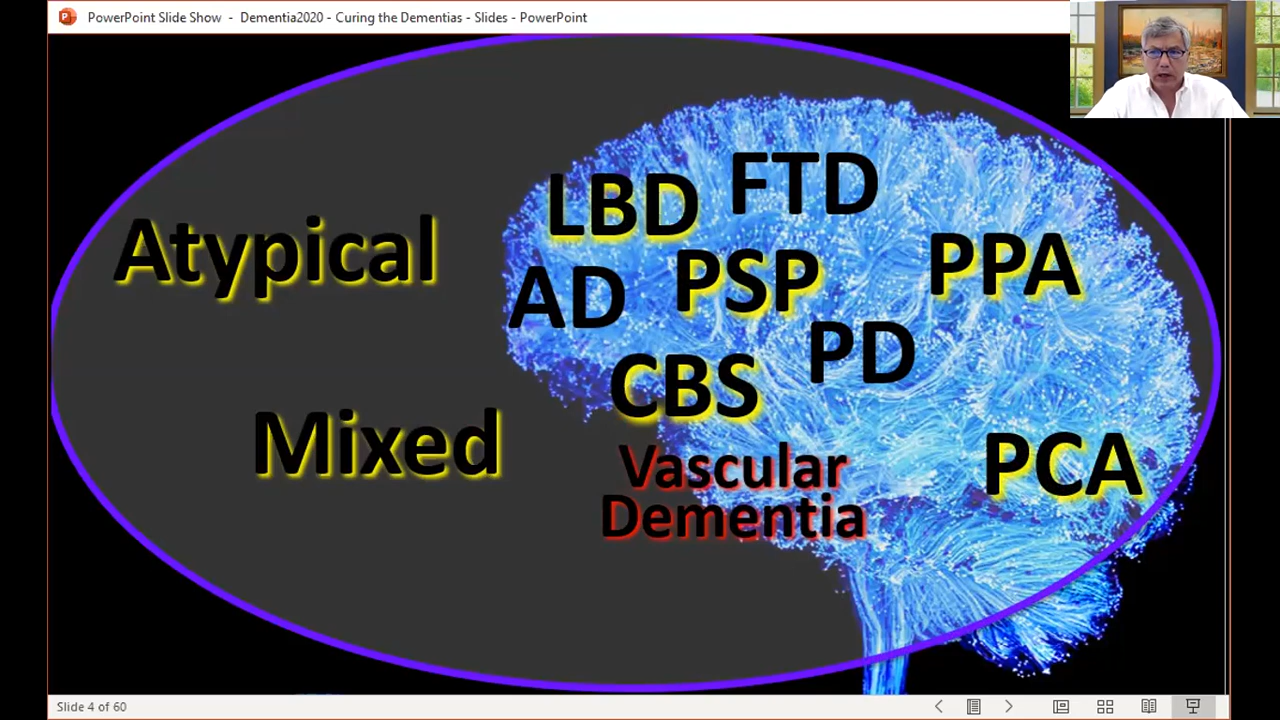 PowerPoint Slide Show - Dementia2020 - Curing the Dementias - Slides - PowerPoint
FTD
LBD
Atypical
PPA
PSP
AD
PD
CBS
Mixed
PCA
Vascular
Dementia
Slide 4 of 60